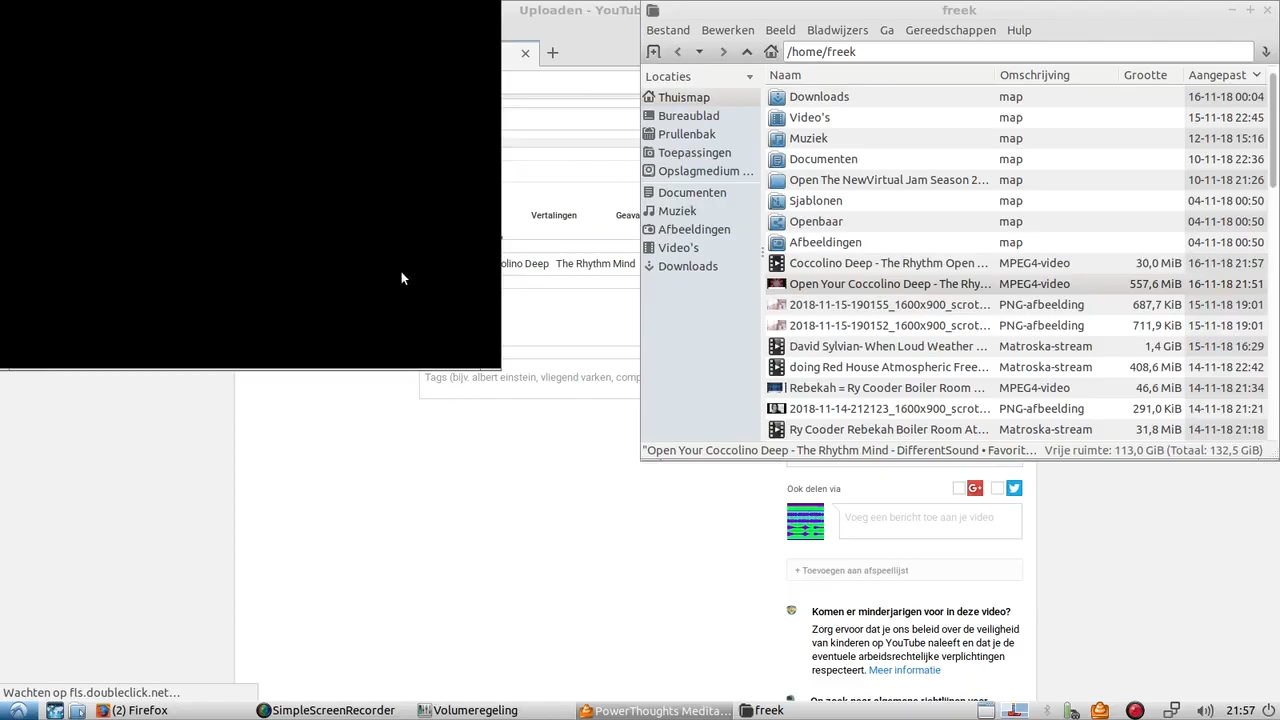 Uploaden - YouTub
freek
Bestand Bewerken Beeld Bladwijzers Ga Gereedschappen Hulp
/home/freek
Locaties
Thuismap
Bureaublad
Prullenbak
Toepassingen
Opslagmedium ...
Documenten
Muziek
Afbeeldingen
Video's
Downloads
Naam Omschrijving Grootte Aangepast
Downloads map 16-11-18 00:04
Video's map 15-11-18 22:45
Muziek map 12-11-18 15:16
Documenten map 10-11-18 22:36
Open The NewVirtual Jam Season 2... map 10-11-18 21:26
Sjablonen map 04-11-18 00:50
Openbaar map 04-11-18 00:50
Afbeeldingen map 04-11-18 00:50
Coccolino Deep - The Rhythm Open ... MPEG4-video 30,0 MiB 16-11-18 21:57
Open Your Coccolino Deep - The Rhy... MPEG4-video 557,6 MiB 16-11-18 21:51
2018-11-15-190155_1600x900_scrot... PNG-afbeelding 687,7 KiB 15-11-18 19:01
2018-11-15-190152_1600x900_scrot... PNG-afbeelding 711,9 KiB 15-11-18 19:01
David Sylvian- When Loud Weather ... Matroska-stream 1,4 GiB 15-11-18 16:29
doing Red House Atmospheric Free... Matroska-stream 408,6 MiB 14-11-18 22:42
Rebekah = Ry Cooder Boiler Room ... MPEG4-video 46,6 MiB 14-11-18 21:34
2018-11-14-212123_1600x900_scrot... PNG-afbeelding 291,0 KiB 14-11-18 21:21
Ry Cooder Rebekah Boiler Room At... Matroska-stream 31,8 MiB 14-11-18 21:18
"Open Your Coccolino Deep - The Rhythm Mind - DifferentSound • Favorit... Vrije ruimte: 113,0 GiB (Totaal: 132,5 GiB)
Vertalingen Geava
olino Deep The Rhythm Mind
Tags (bijv. albert einstein, vliegend varken, comp
Ook delen via
Voeg een bericht toe aan je video
+ Toevoegen aan afspeellijst
Komen er minderjarigen voor in deze video?
Zorg ervoor dat je ons beleid over de veiligheid
van kinderen op YouTube naleeft en dat je de
eventuele arbeidsrechtelijke verplichtingen
respecteert. Meer informatie
Wachten op fls.doubleclick.net...
(2) Firefox SimpleScreenRecorder Volumeregeling PowerThoughts Medita... freek 21:57